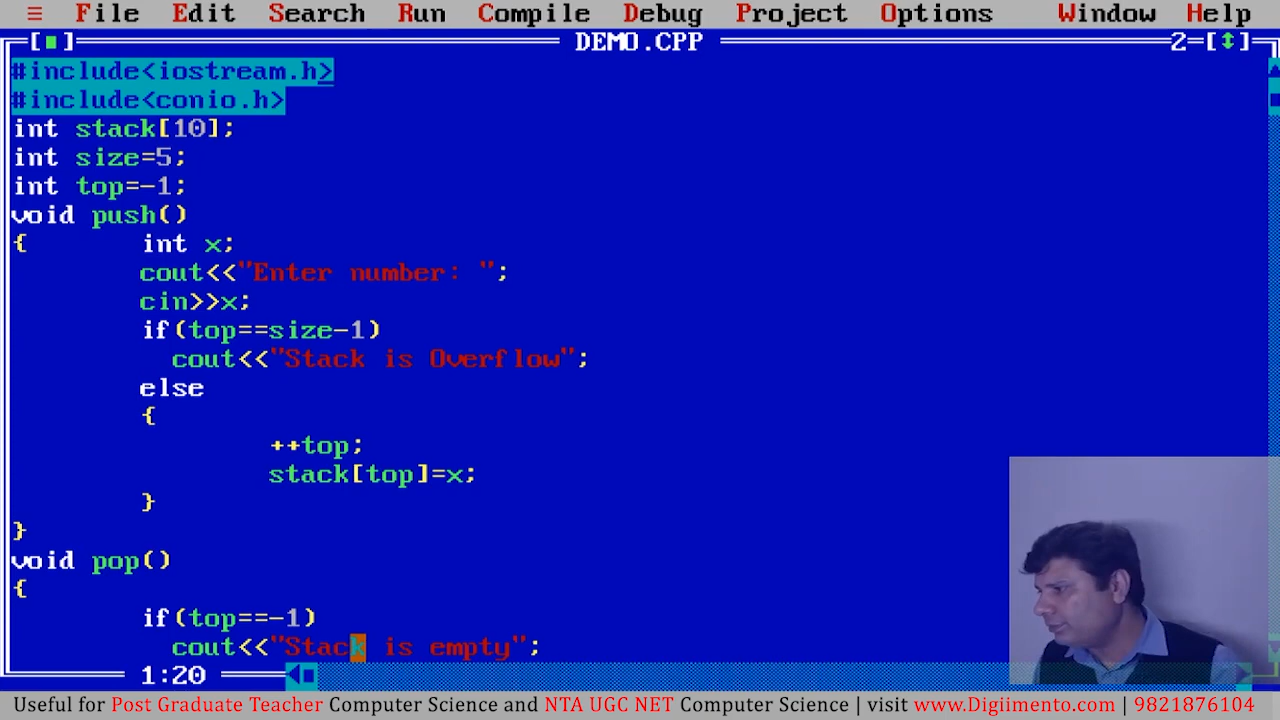 ≡ File Edit Search Run Compile Debug Project Options Window Help
[■] DEMO.CPP 2=[↕]
#include<iostream.h>
#include<conio.h>
int stack[10];
int size=5;
int top=-1;
void push()
{ int x;
cout<<"Enter number: ";
cin>>x;
if(top==size-1)
cout<<"Stack is Overflow";
else
{
++top;
stack[top]=x;
}
}
void pop()
{
if(top==-1)
cout<<"Stack is empty";
1:20
Useful for Post Graduate Teacher Computer Science and NTA UGC NET Computer Science | visit www.Digiimento.com | 9821876104